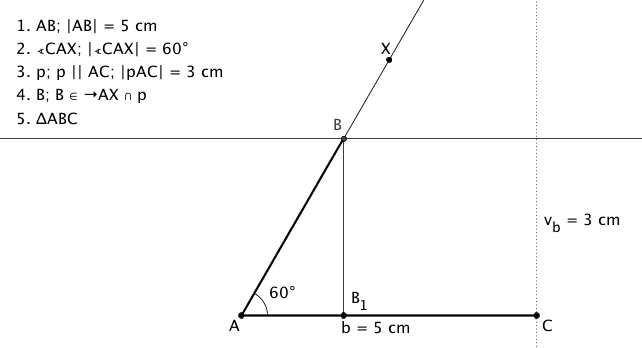 1. AB; |AB| = 5 cm
2. ∢CAX; |∢CAX| = 60°
3. p; p || AC; |pAC| = 3 cm
4. B; B ∈ →AX ∩ p
5. ΔABC
X
B
v_b = 3 cm
60°
B₁
A
b = 5 cm
C